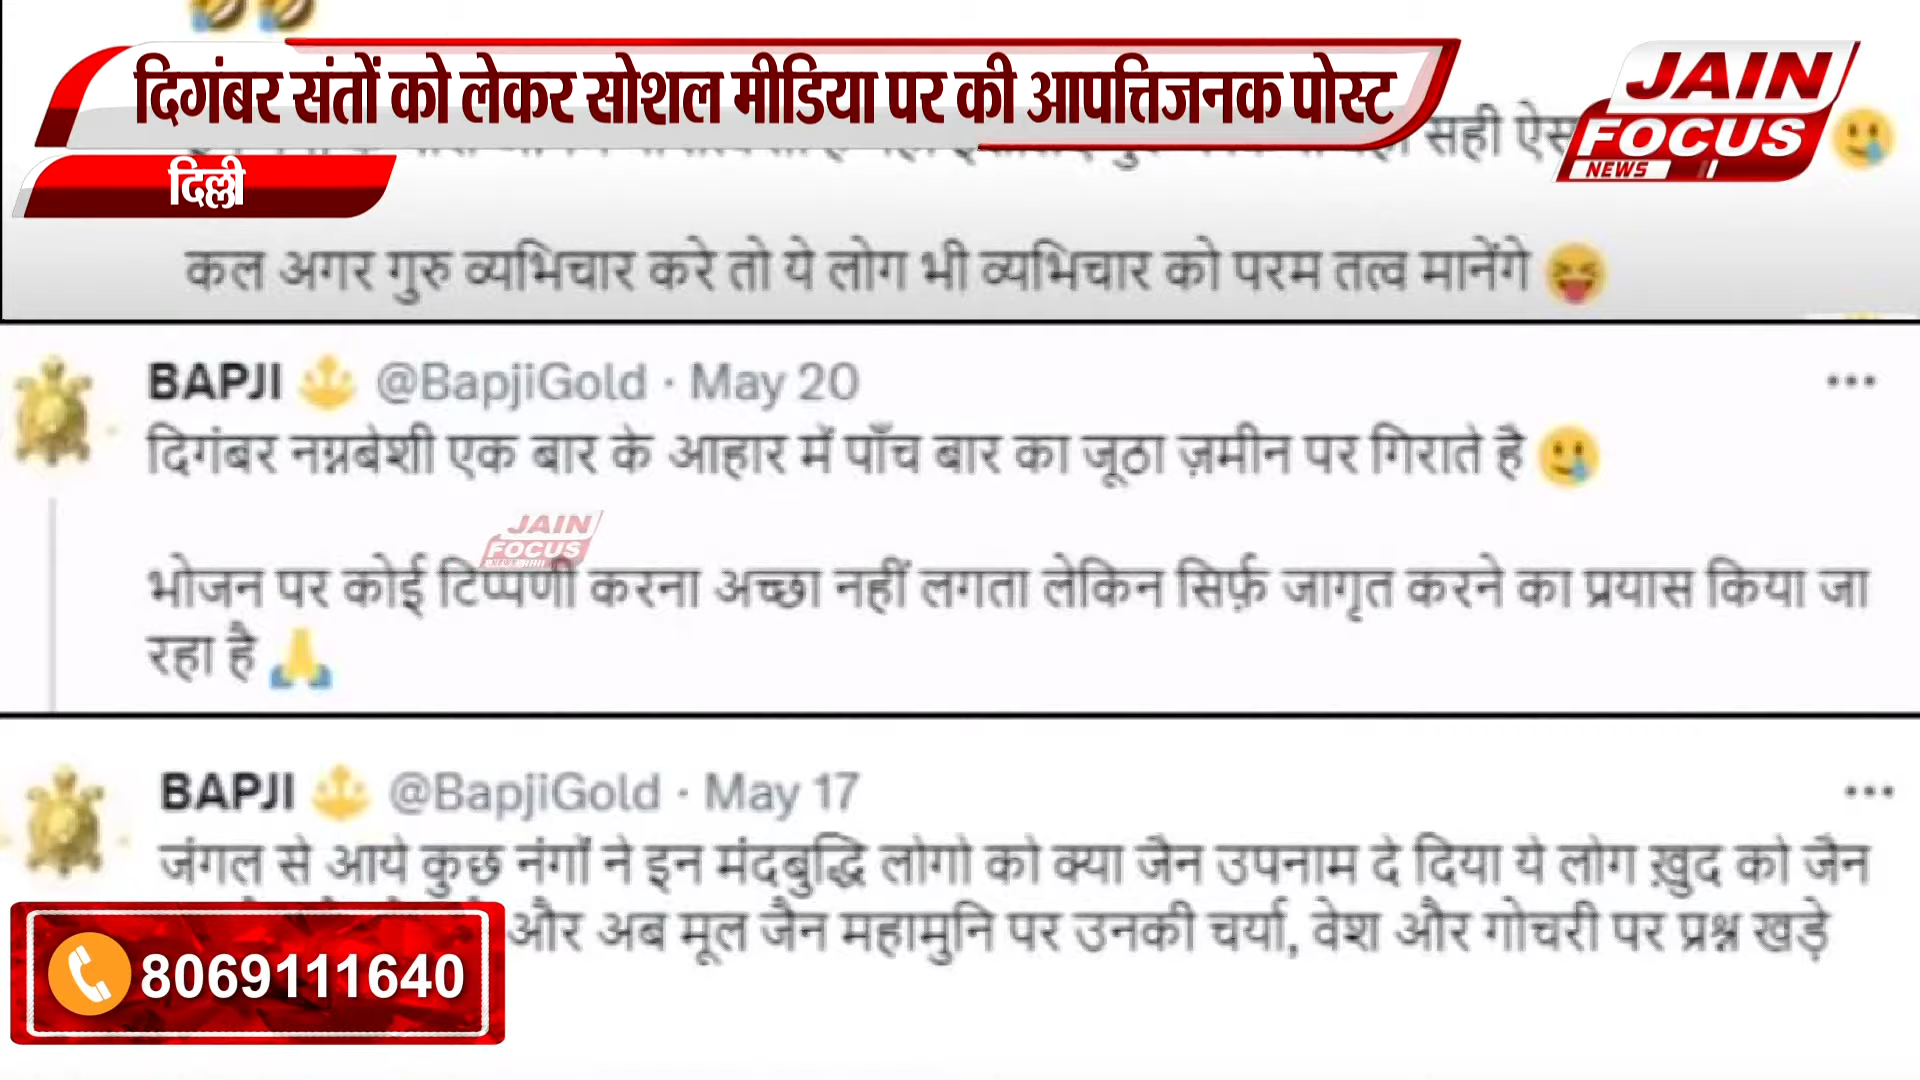 दिगंबर संतों को लेकर सोशल मीडिया पर की आपत्तिजनक पोस्ट
JAIN
FOCUS
NEWS
सही
दिल्ली
कल अगर गुरु व्यभिचार करे तो ये लोग भी व्यभिचार को परम तत्व मानेंगे 😝
BAPJI @BapjiGold · May 20
दिगंबर नग्नबेशी एक बार के आहार में पाँच बार का जूठा ज़मीन पर गिराते है 🥲
JAIN
FOCUS
भोजन पर कोई टिप्पणी करना अच्छा नहीं लगता लेकिन सिर्फ़ जागृत करने का प्रयास किया जा
रहा है 🙏
BAPJI @BapjiGold · May 17
जंगल से आये कुछ नंगों ने इन मंदबुद्धि लोगो को क्या जैन उपनाम दे दिया ये लोग ख़ुद को जैन
और अब मूल जैन महामुनि पर उनकी चर्या, वेश और गोचरी पर प्रश्न खड़े
8069111640